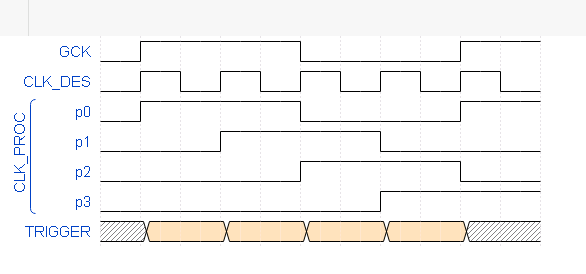 GCK
CLK_DES
CLK_PROC
p0
p1
p2
p3
TRIGGER